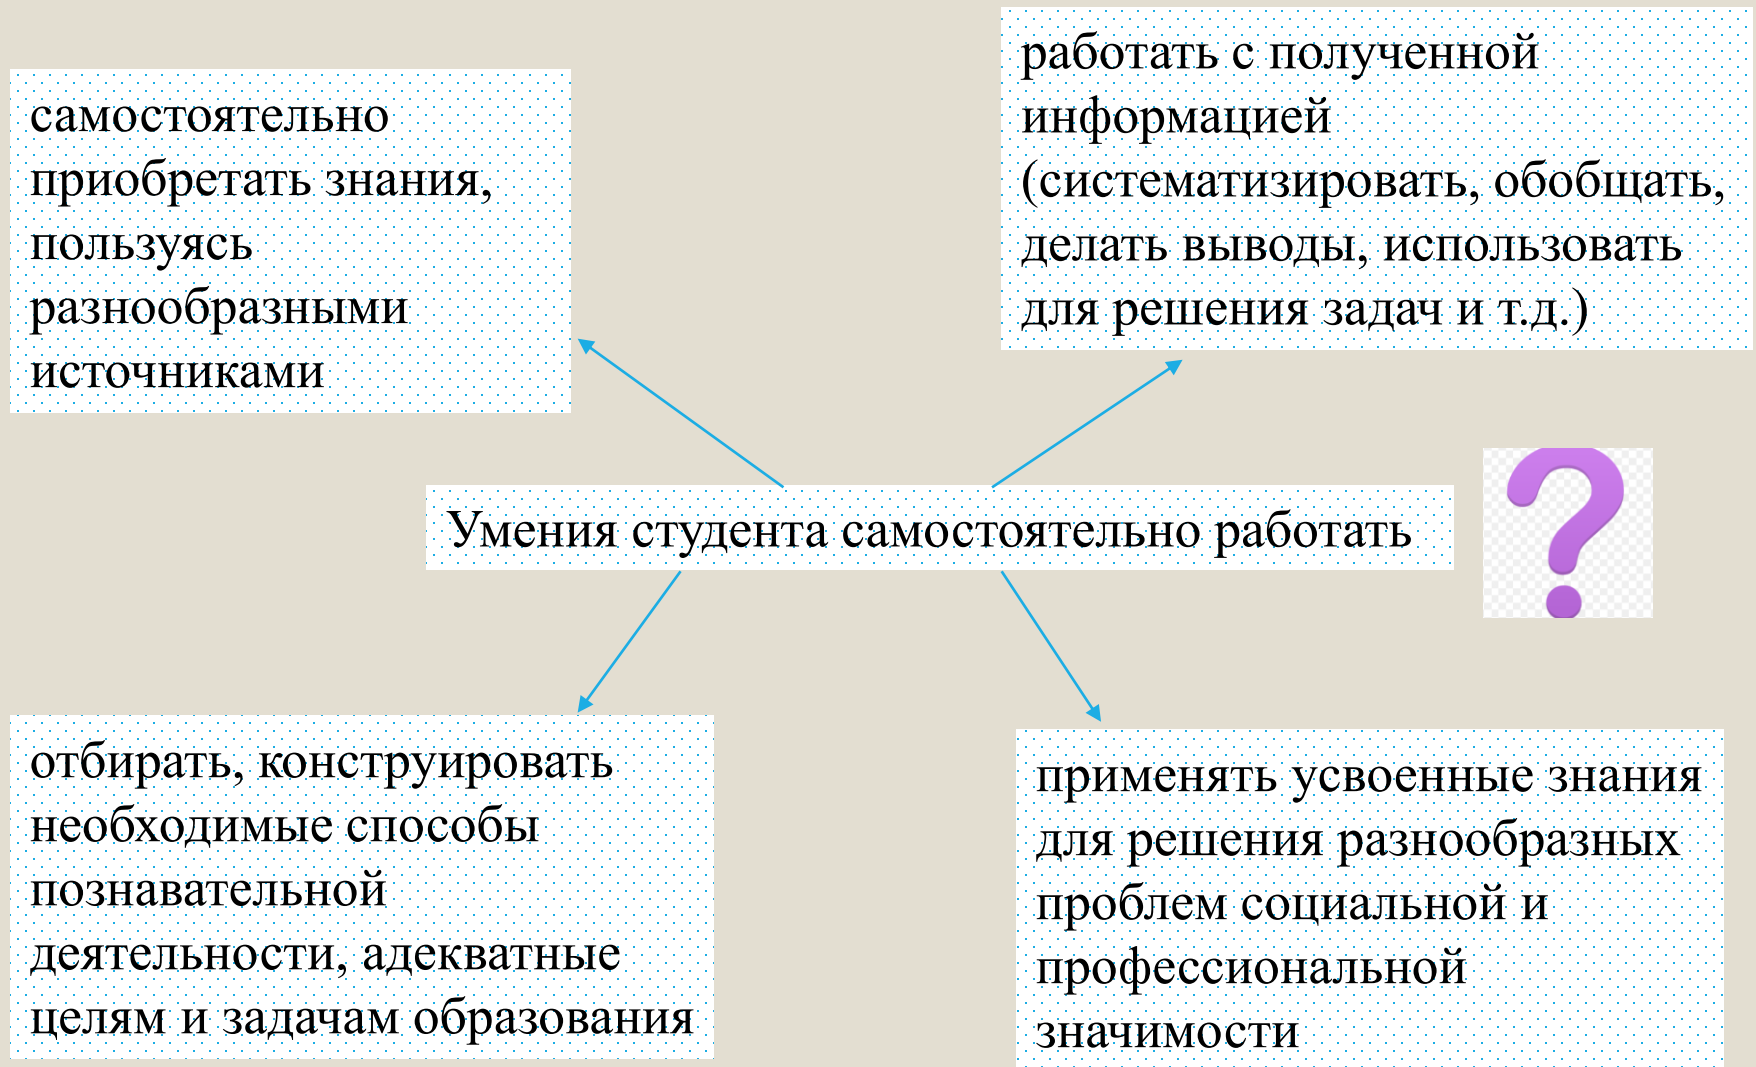 самостоятельно
приобретать знания,
пользуясь
разнообразными
источниками
работать с полученной
информацией
(систематизировать, обобщать,
делать выводы, использовать
для решения задач и т.д.)
Умения студента самостоятельно работать
отбирать, конструировать
необходимые способы
познавательной
деятельности, адекватные
целям и задачам образования
применять усвоенные знания
для решения разнообразных
проблем социальной и
профессиональной
значимости